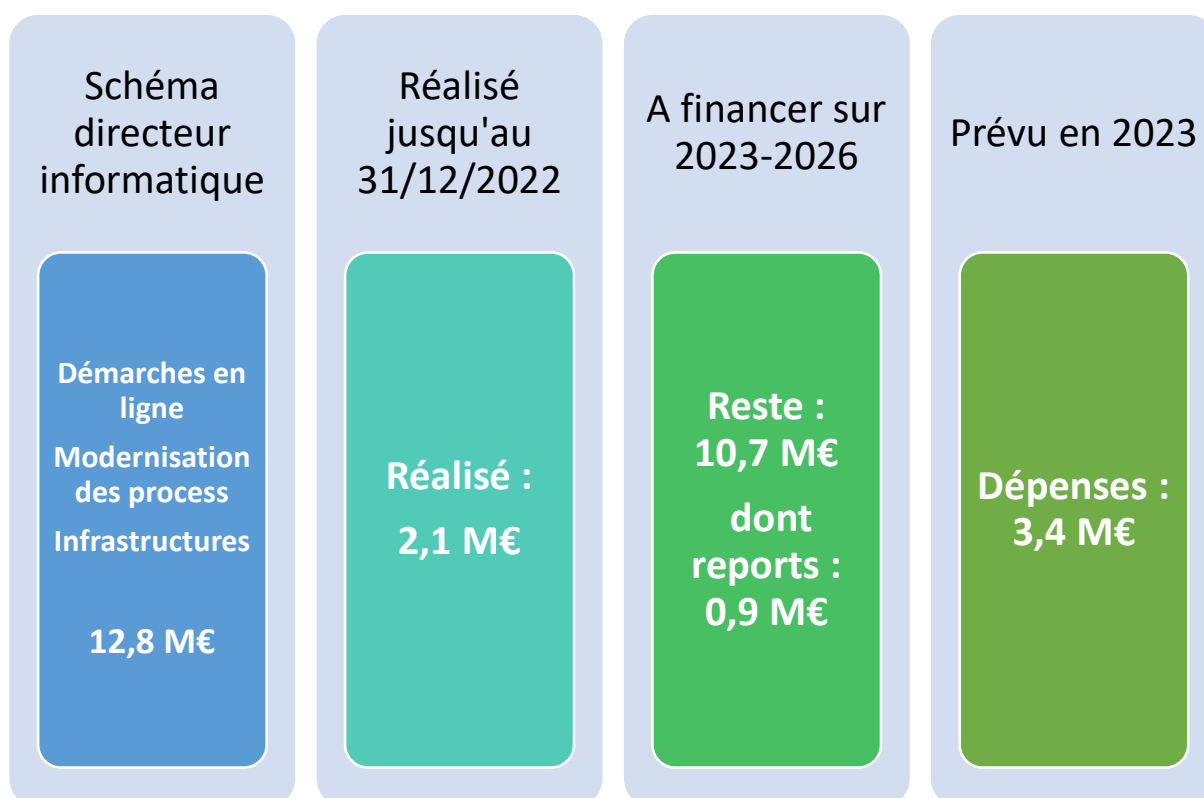 Schéma
directeur
informatique
Démarches en
ligne
Modernisation
des process
Infrastructures
12,8 M€
Réalisé
jusqu'au
31/12/2022
Réalisé :
2,1 M€
A financer sur
2023-2026
Reste :
10,7 M€
dont
reports :
0,9 M€
Prévu en 2023
Dépenses :
3,4 M€